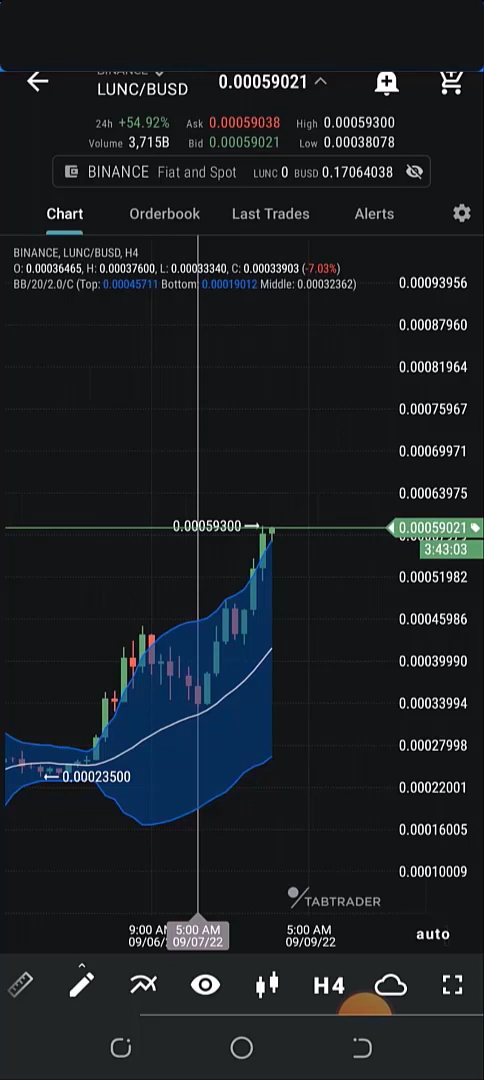 LUNC/BUSD 0.00059021
24h +54.92% Ask 0.00059038 High 0.00059300
Volume 3,715B Bid 0.00059021 Low 0.00038078
BINANCE Fiat and Spot LUNC 0 BUSD 0.17064038
Chart Orderbook Last Trades Alerts
BINANCE, LUNC/BUSD, H4
O: 0.00036465, H: 0.00037600, L: 0.00033340, C: 0.00033903 (-7.03%)
BB/20/2.0/C (Top: 0.00045711 Bottom: 0.00019012 Middle: 0.00032362)
0.00093956
0.00087960
0.00081964
0.00075967
0.00069971
0.00063975
0.00059300
0.00059021
3:43:03
0.00051982
0.00045986
0.00039990
0.00033994
0.00027998
0.00023500
0.00022001
0.00016005
0.00010009
TABTRADER
9:00 AM 5:00 AM 5:00 AM
09/06/ 09/07/22 09/09/22
auto
H4